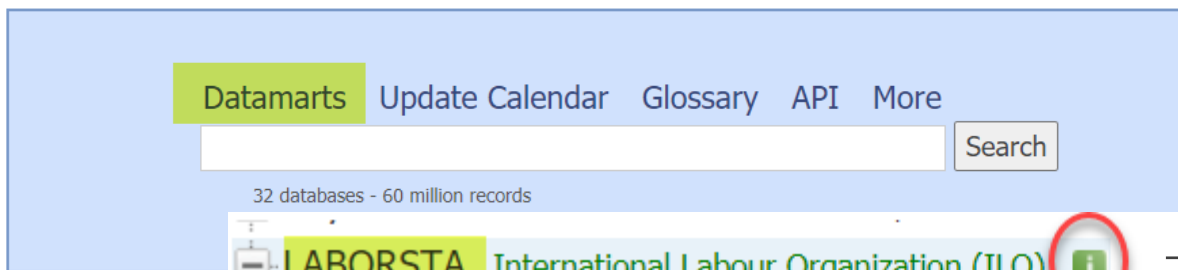 Datamarts Update Calendar Glossary API More
Search
32 databases - 60 million records
LABORSTA International Labour Organization (ILO) i